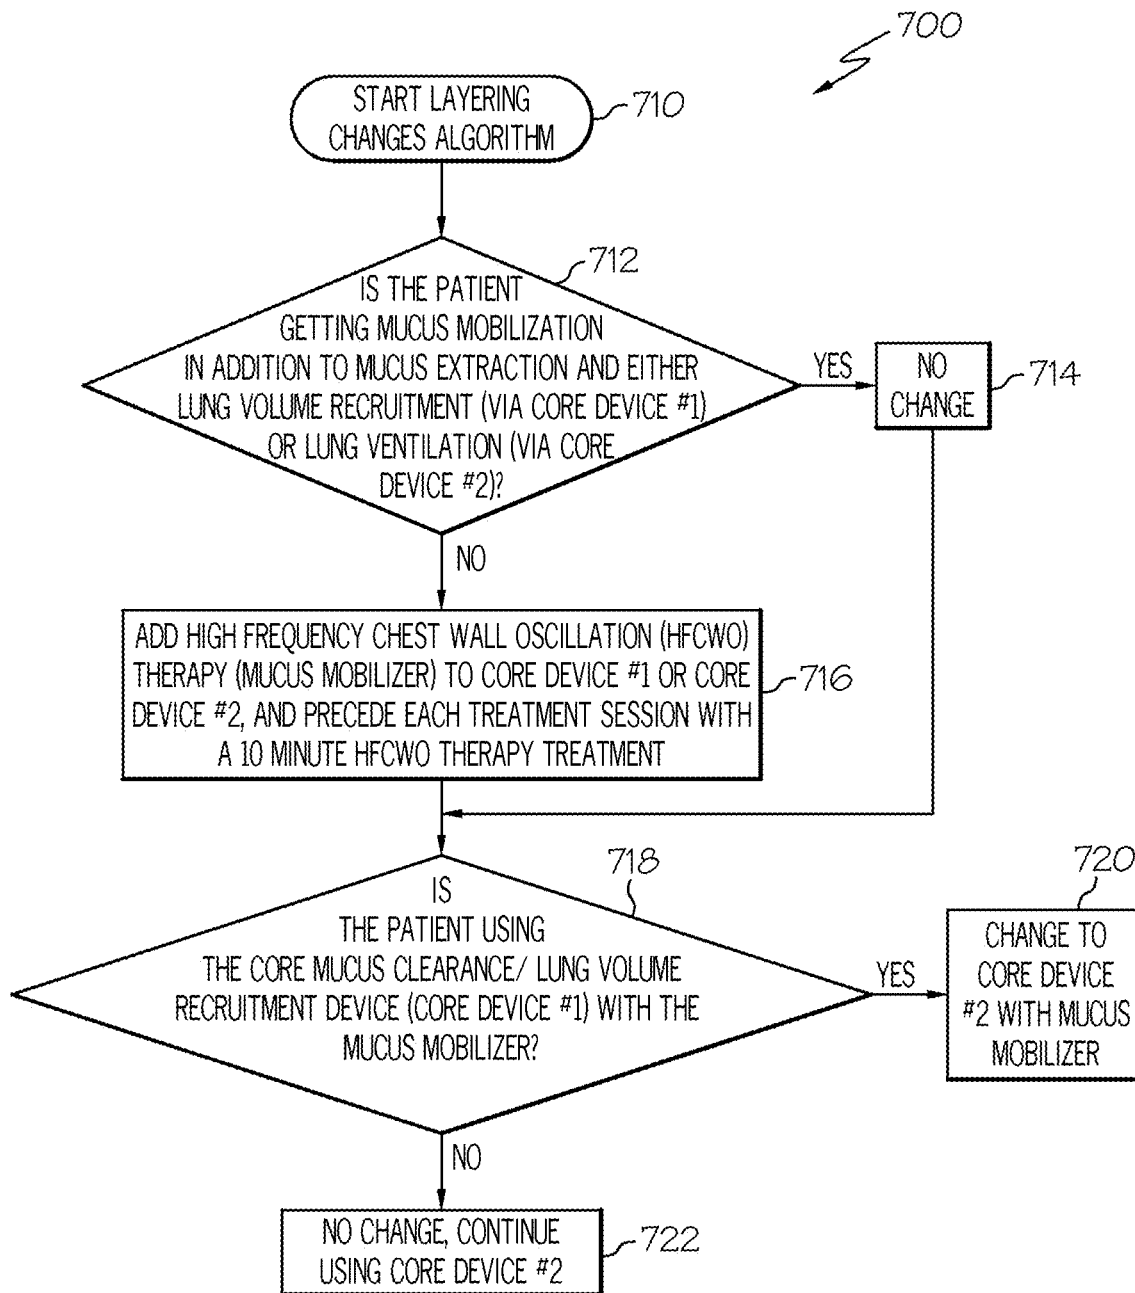 700
START LAYERING
CHANGES ALGORITHM
710
712
IS THE PATIENT
GETTING MUCUS MOBILIZATION
IN ADDITION TO MUCUS EXTRACTION AND EITHER
LUNG VOLUME RECRUITMENT (VIA CORE DEVICE #1)
OR LUNG VENTILATION (VIA CORE
DEVICE #2)?
YES
NO
CHANGE
714
NO
ADD HIGH FREQUENCY CHEST WALL OSCILLATION (HFCWO)
THERAPY (MUCUS MOBILIZER) TO CORE DEVICE #1 OR CORE
DEVICE #2, AND PRECEDE EACH TREATMENT SESSION WITH
A 10 MINUTE HFCWO THERAPY TREATMENT
716
718
IS
THE PATIENT USING
THE CORE MUCUS CLEARANCE/ LUNG VOLUME
RECRUITMENT DEVICE (CORE DEVICE #1) WITH THE
MUCUS MOBILIZER?
YES
720
CHANGE TO
CORE DEVICE
#2 WITH MUCUS
MOBILIZER
NO
NO CHANGE, CONTINUE
USING CORE DEVICE #2
722